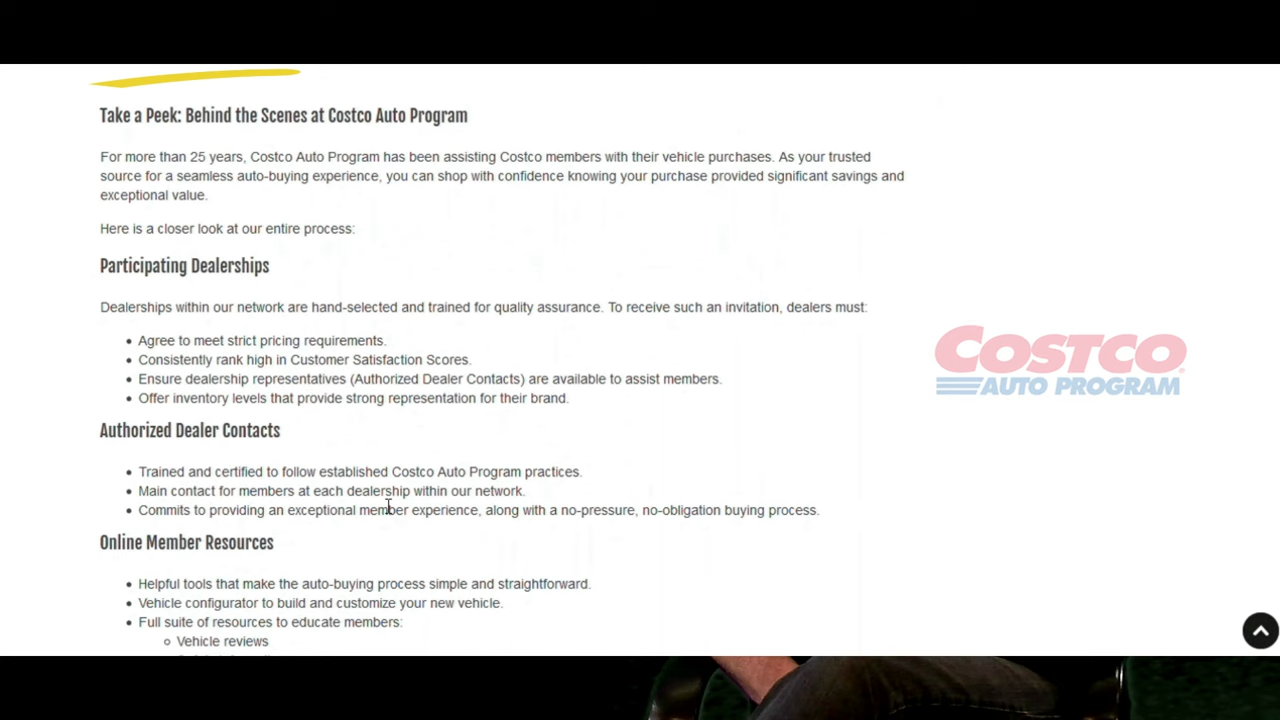 Take a Peek: Behind the Scenes at Costco Auto Program
For more than 25 years, Costco Auto Program has been assisting Costco members with their vehicle purchases. As your trusted
source for a seamless auto-buying experience, you can shop with confidence knowing your purchase provided significant savings and
exceptional value.
Here is a closer look at our entire process:
Participating Dealerships
Dealerships within our network are hand-selected and trained for quality assurance. To receive such an invitation, dealers must:
Agree to meet strict pricing requirements.
Consistently rank high in Customer Satisfaction Scores.
Ensure dealership representatives (Authorized Dealer Contacts) are available to assist members.
Offer inventory levels that provide strong representation for their brand.
COSTCO
AUTO PROGRAM
Authorized Dealer Contacts
Trained and certified to follow established Costco Auto Program practices.
Main contact for members at each dealership within our network.
Commits to providing an exceptional member experience, along with a no-pressure, no-obligation buying process.
Online Member Resources
Helpful tools that make the auto-buying process simple and straightforward.
Vehicle configurator to build and customize your new vehicle.
Full suite of resources to educate members:
Vehicle reviews